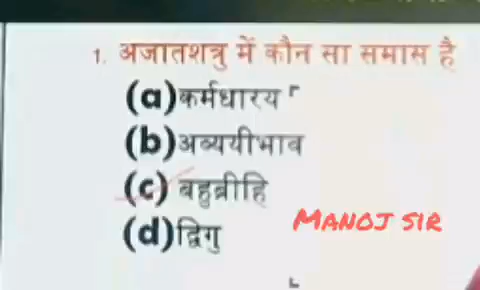 1. अजातशत्रु में कौन सा समास है
(a)कर्मधारय
(b)अव्ययीभाव
(c) बहुब्रीहि
(d)द्विगु
MANOJ SIR